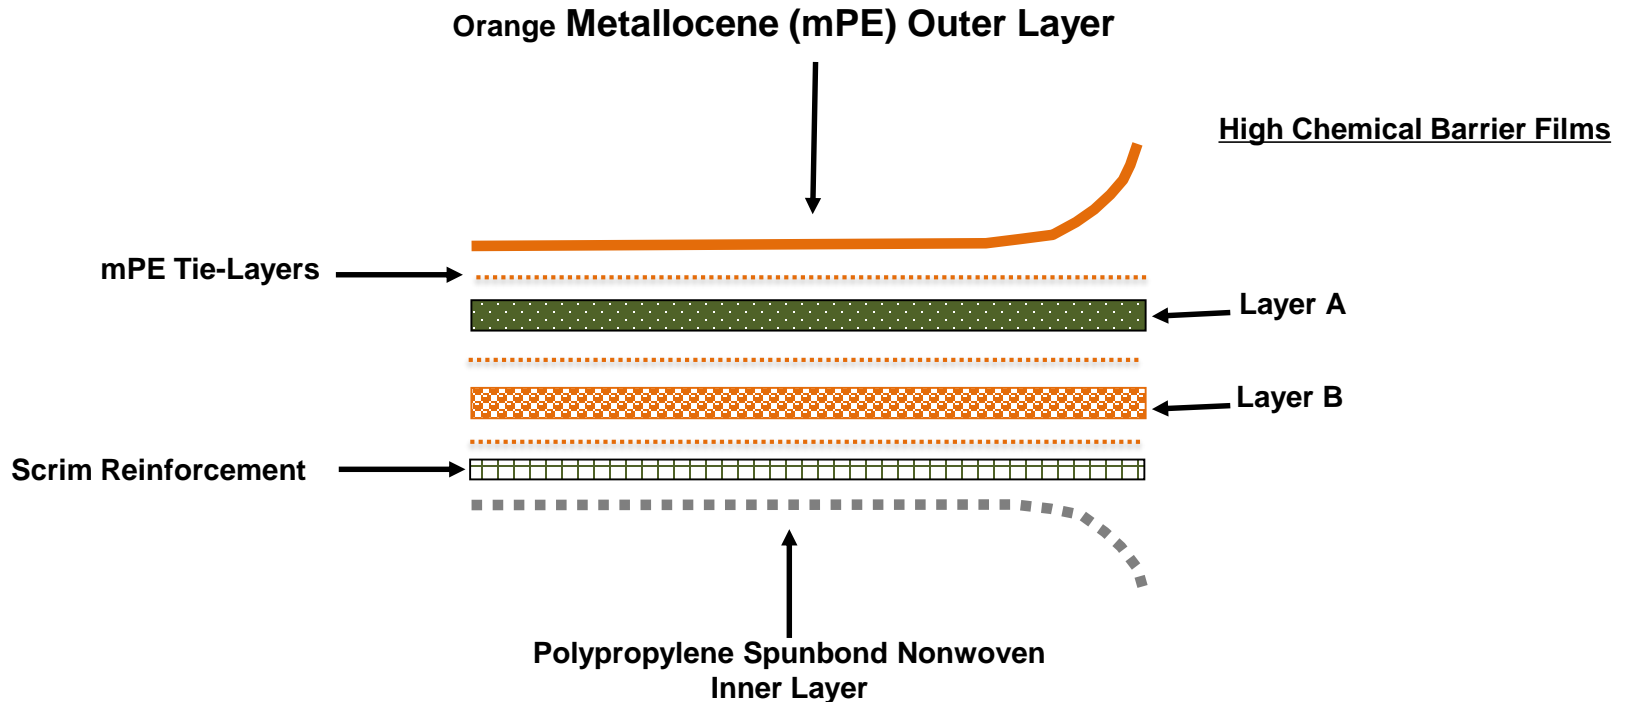 Orange Metallocene (mPE) Outer Layer
High Chemical Barrier Films
mPE Tie-Layers
Layer A
Layer B
Scrim Reinforcement
Polypropylene Spunbond Nonwoven
Inner Layer